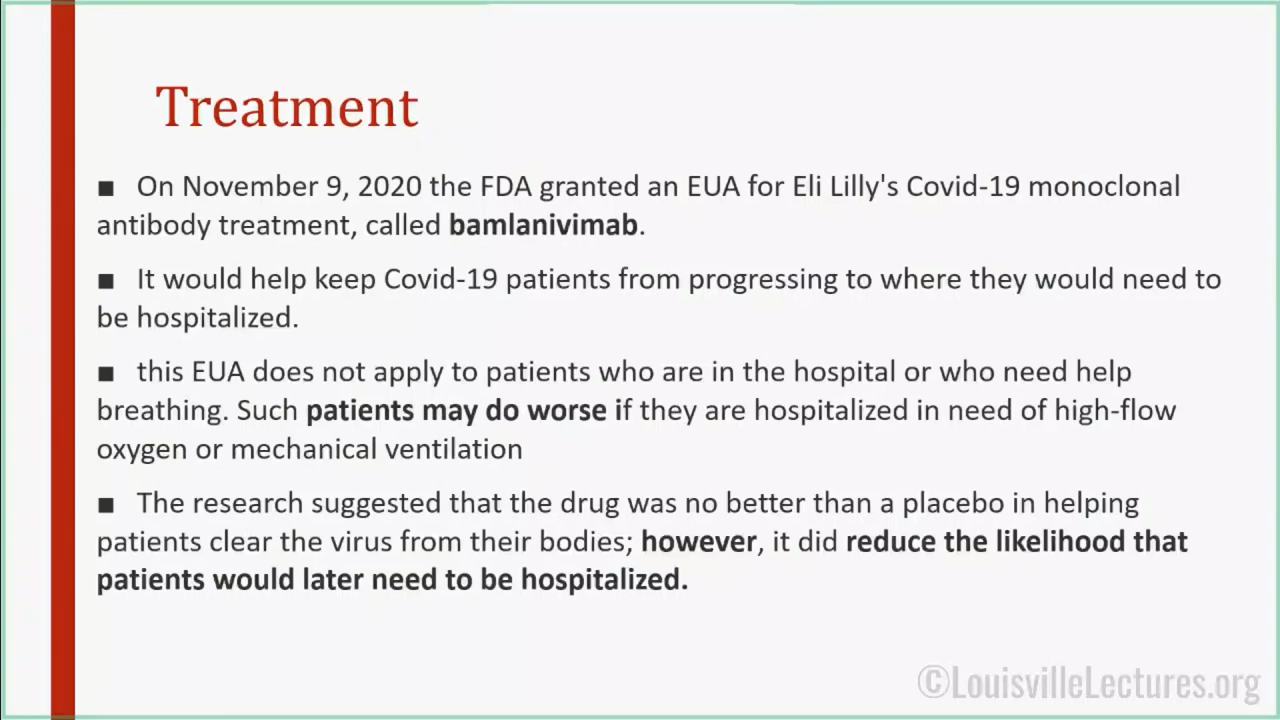 Treatment
■ On November 9, 2020 the FDA granted an EUA for Eli Lilly's Covid-19 monoclonal
antibody treatment, called bamlanivimab.
■ It would help keep Covid-19 patients from progressing to where they would need to
be hospitalized.
■ this EUA does not apply to patients who are in the hospital or who need help
breathing. Such patients may do worse if they are hospitalized in need of high-flow
oxygen or mechanical ventilation
■ The research suggested that the drug was no better than a placebo in helping
patients clear the virus from their bodies; however, it did reduce the likelihood that
patients would later need to be hospitalized.
©LouisvilleLectures.org